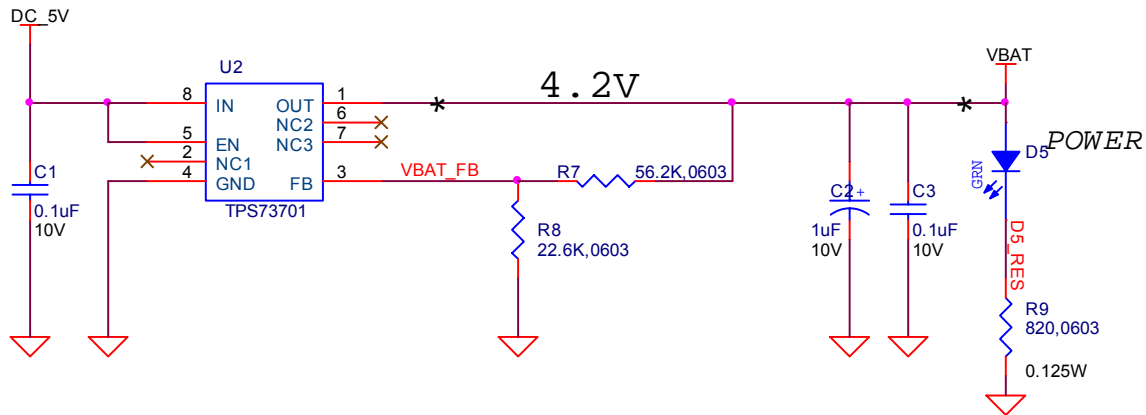 DC_5V
U2
4.2V
VBAT
8 IN OUT 1
NC2 6
5 EN NC3 7
2 NC1
4 GND FB 3
TPS73701
VBAT_FB
R7 56.2K,0603
R8
22.6K,0603
C1
0.1uF
10V
C2 +
1uF
10V
C3
0.1uF
10V
D5
POWER
GRN
D5_RES
R9
820,0603
0.125W